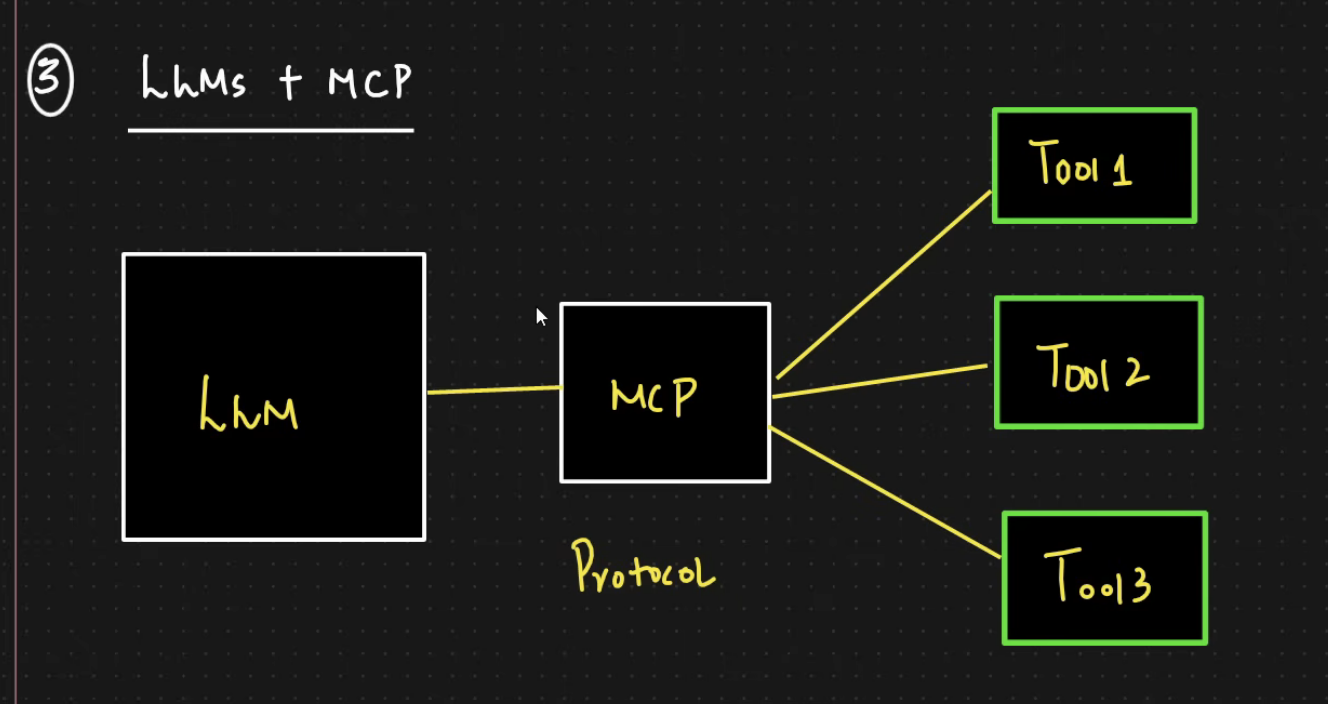 3 LLMs + MCP
Tool 1
LLM
MCP
Tool 2
Protocol
Tool 3